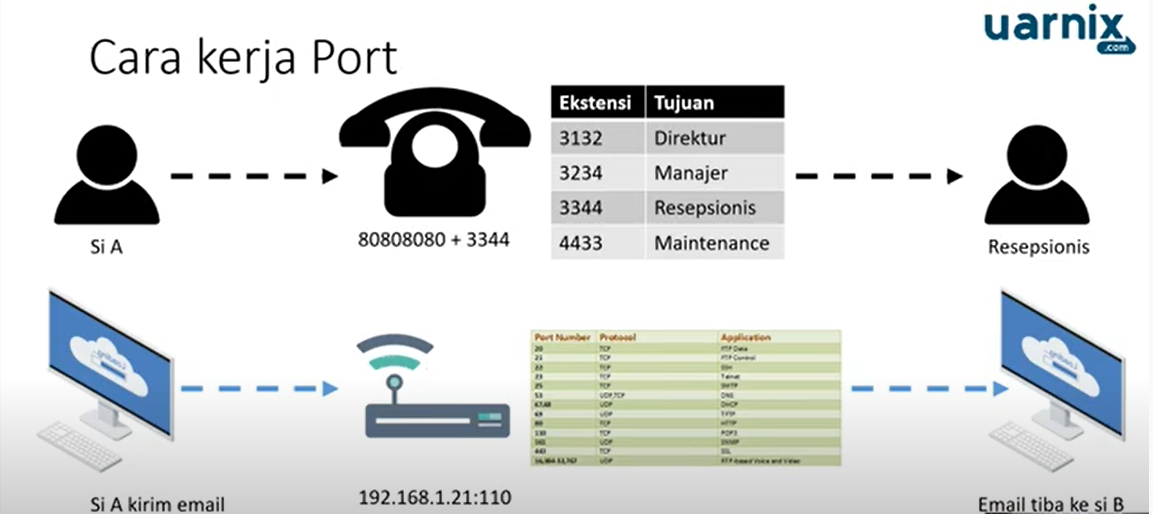 uarnix
.com
Cara kerja Port
Ekstensi Tujuan
3132 Direktur
3234 Manajer
3344 Resepsionis
4433 Maintenance
Si A
80808080 + 3344
Resepsionis
Port Number Protocol Application
20 TCP FTP Data
21 TCP FTP Control
22 TCP SSH
23 TCP Telnet
25 TCP SMTP
53 UDP,TCP DNS
67,68 UDP DHCP
69 UDP TFTP
80 TCP HTTP
110 TCP POP3
161 UDP SNMP
443 TCP SSL
16,384-32,767 UDP RTP-based Voice and Video
Si A kirim email
192.168.1.21:110
Email tiba ke si B